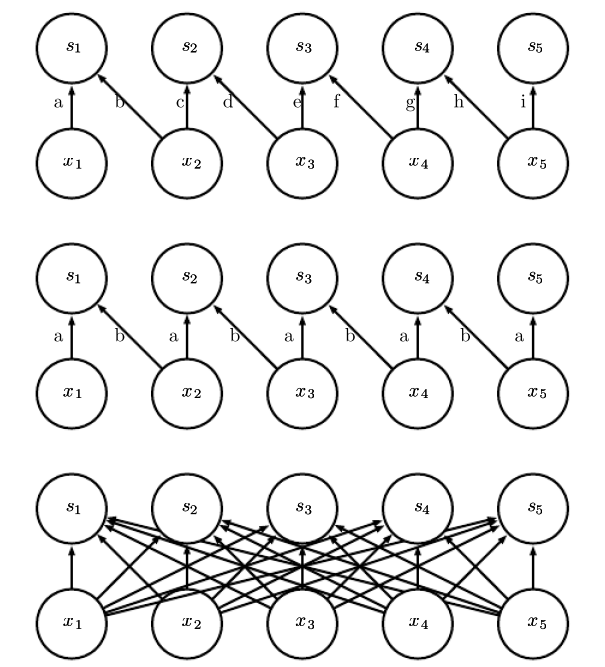 s₁ s₂ s₃ s₄ s₅
a b c d e f g h i
x₁ x₂ x₃ x₄ x₅
s₁ s₂ s₃ s₄ s₅
a b a b a b a b a
x₁ x₂ x₃ x₄ x₅
s₁ s₂ s₃ s₄ s₅
x₁ x₂ x₃ x₄ x₅